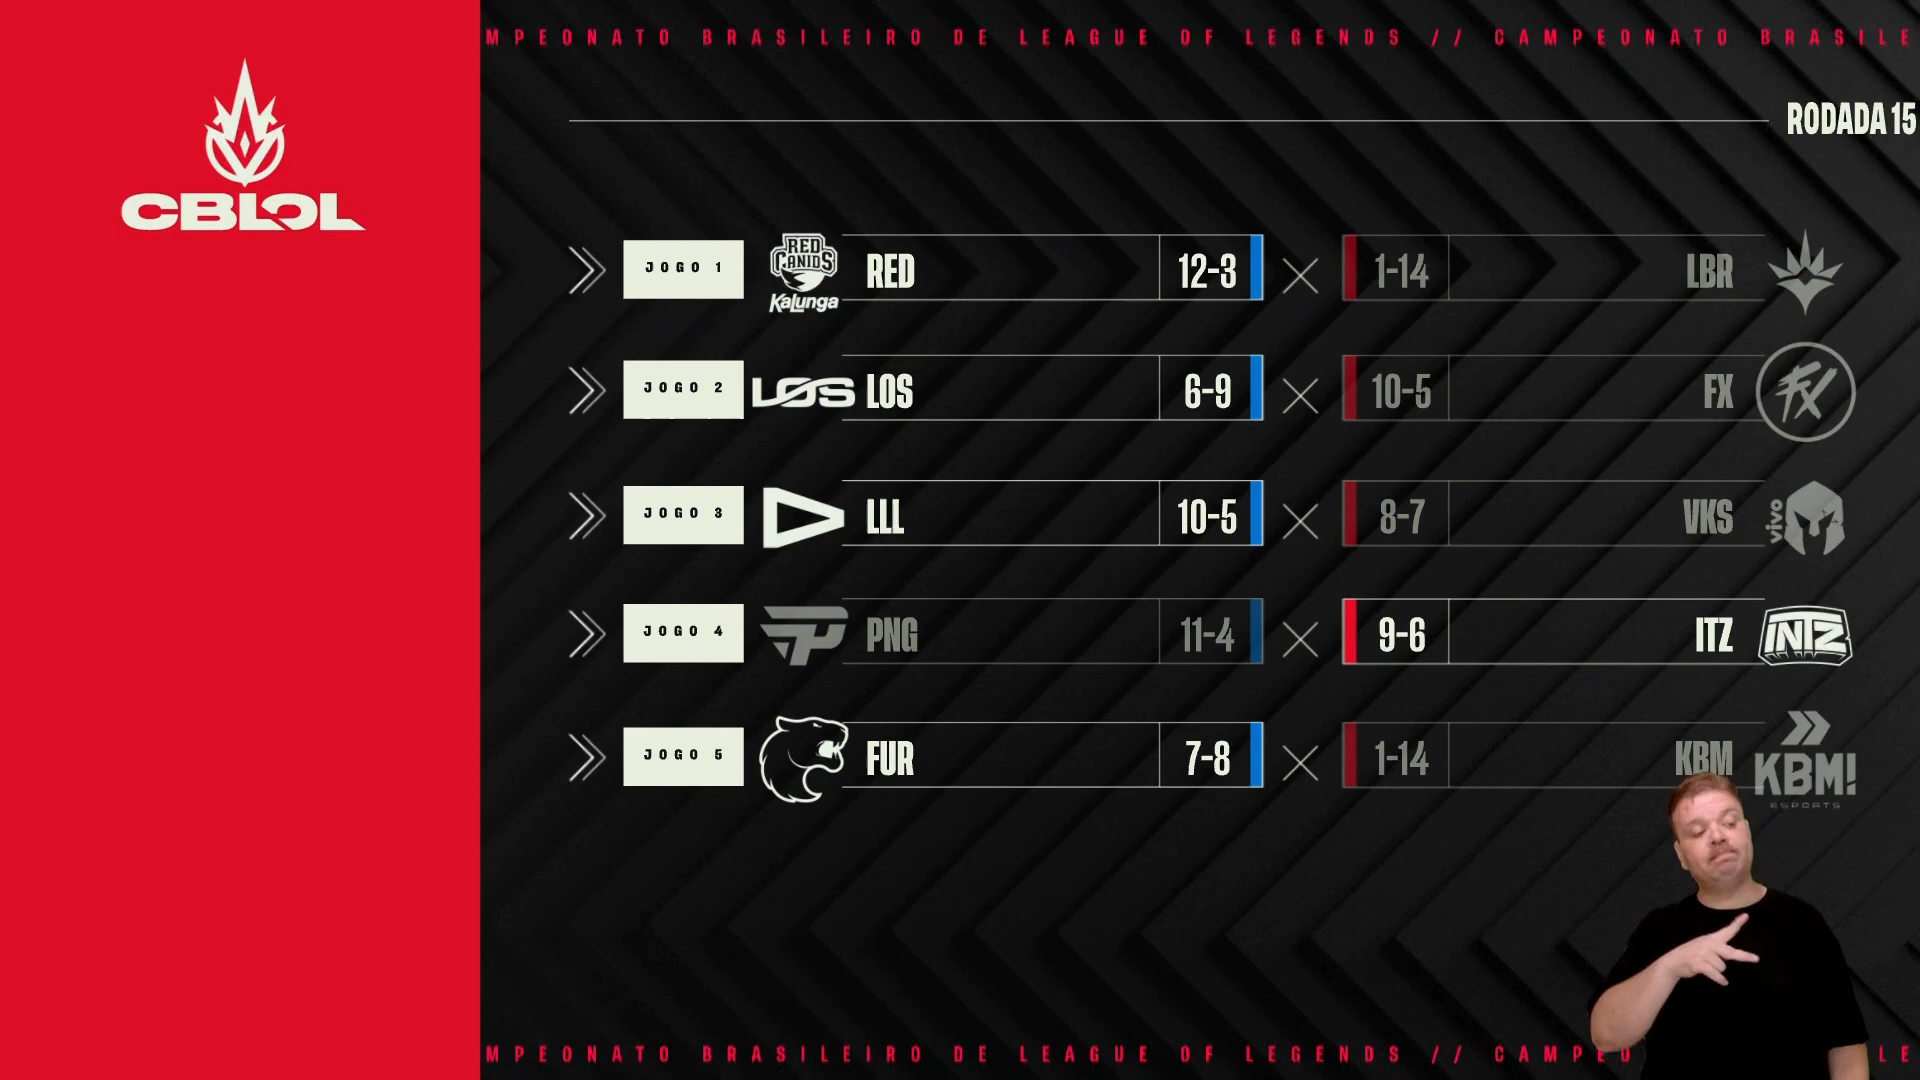 MPEONATO BRASILEIRO DE LEAGUE OF LEGENDS // CAMPEONATO BRASILE
CBLOL
RODADA 15
JOGO 1 RED CANIDS Kalunga RED 12-3 1-14 LBR
JOGO 2 LOS LOS 6-9 10-5 FX FX
JOGO 3 LLL 10-5 8-7 VKS vivo
JOGO 4 PNG 11-4 9-6 ITZ INTZ
JOGO 5 FUR 7-8 1-14 KBM KBM! ESPORTS
MPEONATO BRASILEIRO DE LEAGUE OF LEGENDS // CAMPEO LE